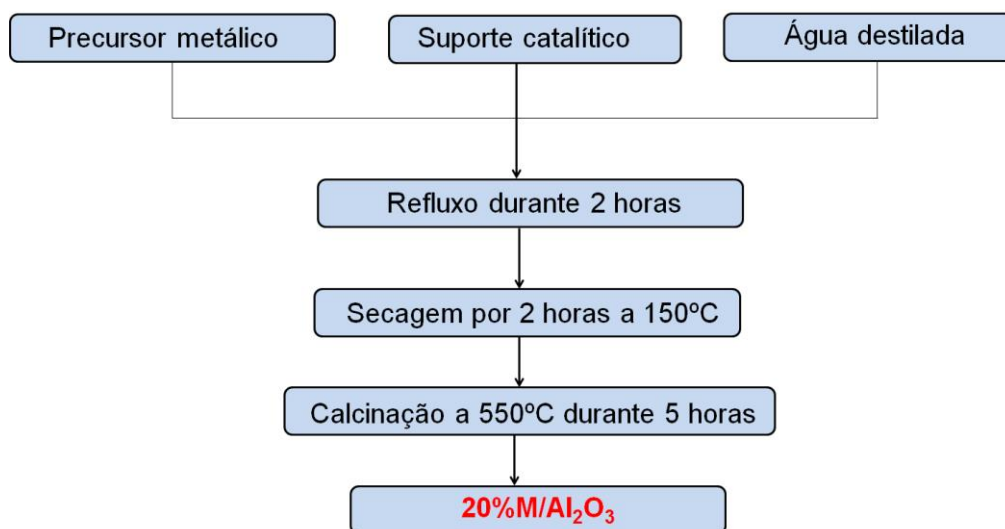 Precursor metálico
Suporte catalítico
Água destilada
Refluxo durante 2 horas
Secagem por 2 horas a 150ºC
Calcinação a 550ºC durante 5 horas
20%M/Al₂O₃